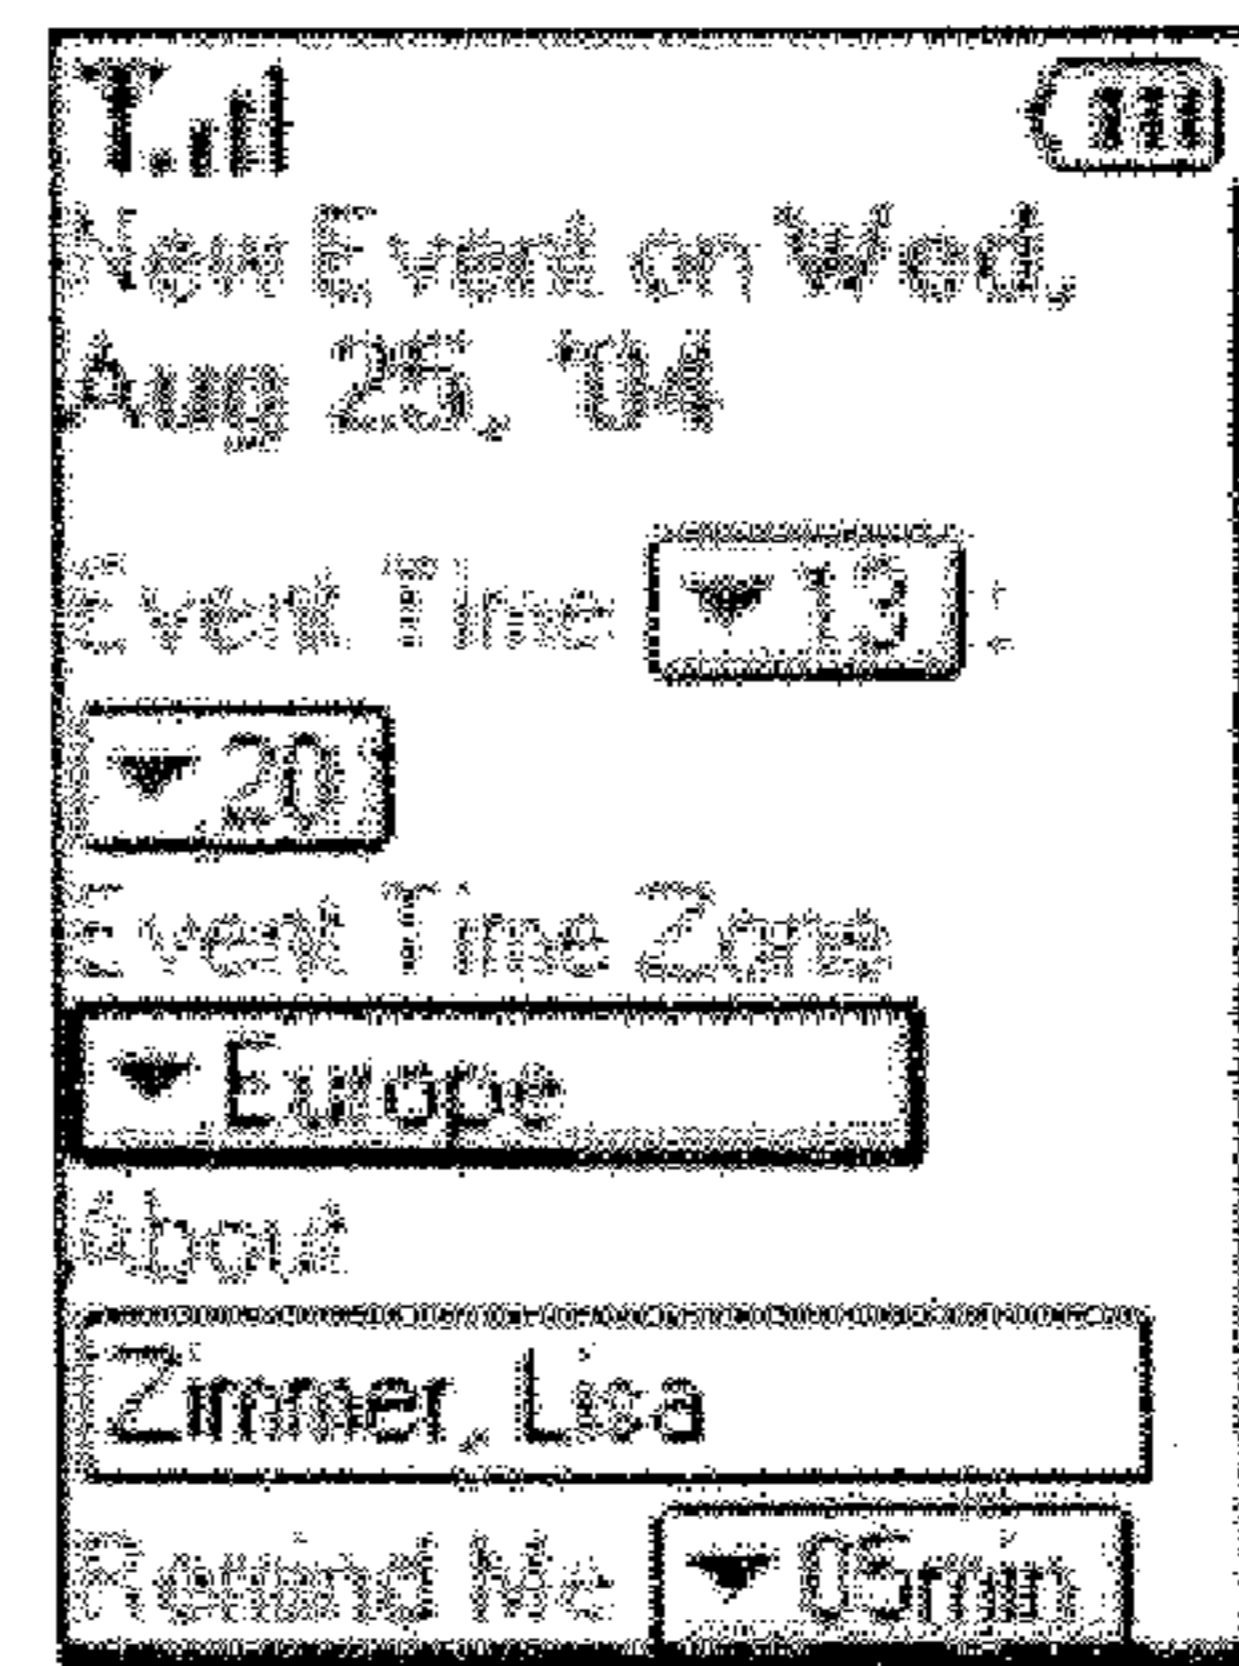 New Event on Wed,
Aug 25, '04
Event Time 13 :
20
Event Time Zone
Europe
About
Zimmer, Lisa
Remind Me 05min